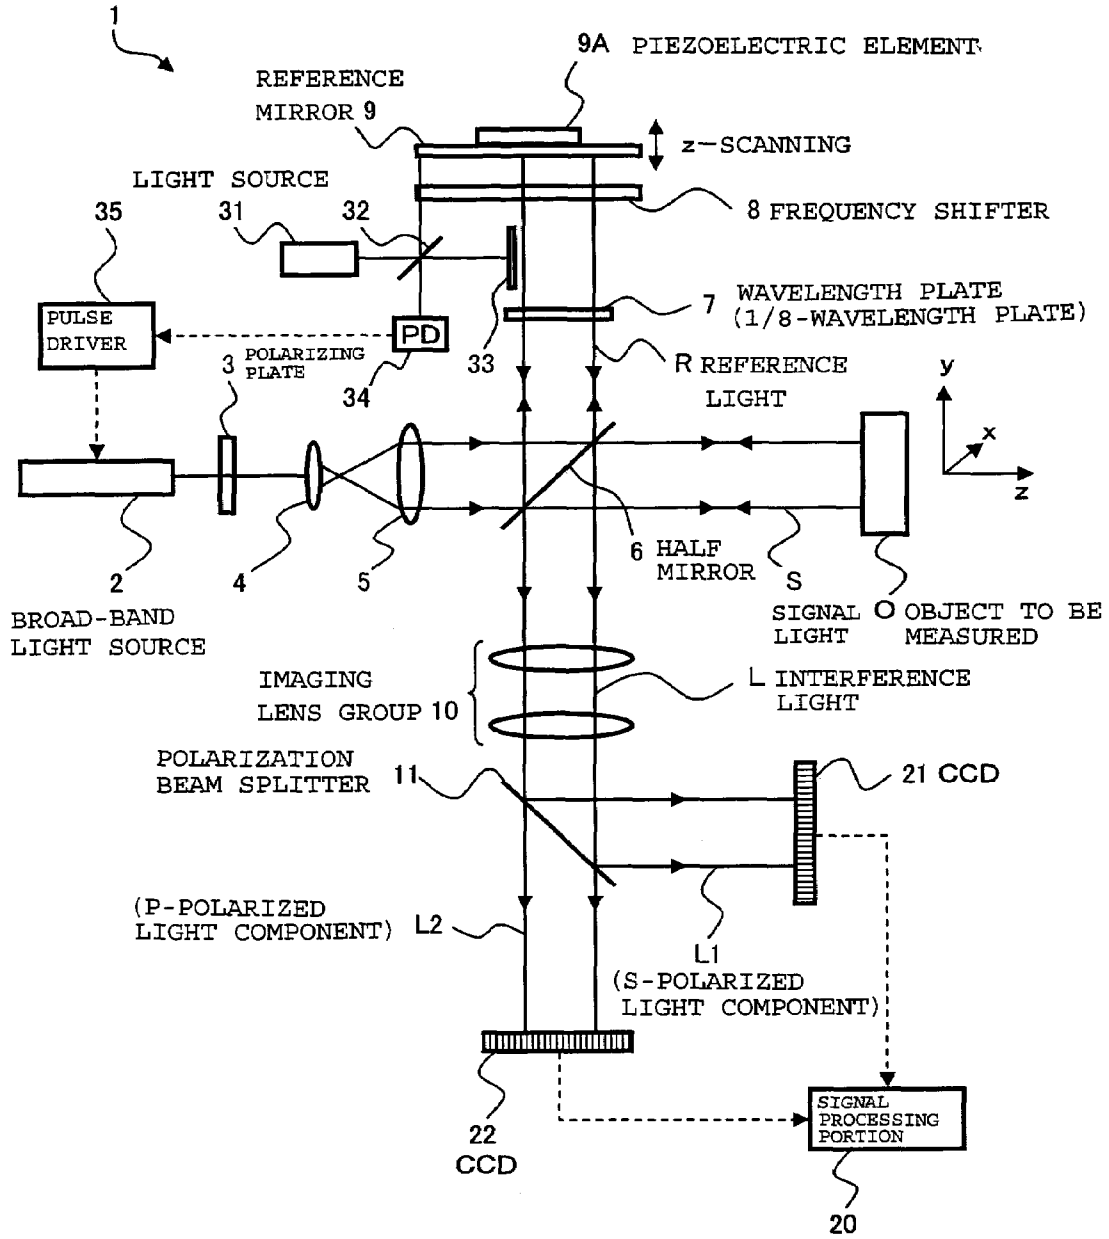 1
9A PIEZOELECTRIC ELEMENT
REFERENCE
MIRROR 9
z-SCANNING
LIGHT SOURCE
35
31
32
8 FREQUENCY SHIFTER
7 WAVELENGTH PLATE
(1/8-WAVELENGTH PLATE)
PULSE
DRIVER
PD
33
3 POLARIZING
PLATE
34
R REFERENCE
LIGHT
y
x
z
2
4
5
6 HALF
MIRROR
S
SIGNAL
LIGHT
O OBJECT TO BE
MEASURED
BROAD-BAND
LIGHT SOURCE
IMAGING
LENS GROUP 10
L INTERFERENCE
LIGHT
POLARIZATION
BEAM SPLITTER
11
21 CCD
(P-POLARIZED
LIGHT COMPONENT) L2
L1
(S-POLARIZED
LIGHT COMPONENT)
22
CCD
SIGNAL
PROCESSING
PORTION
20